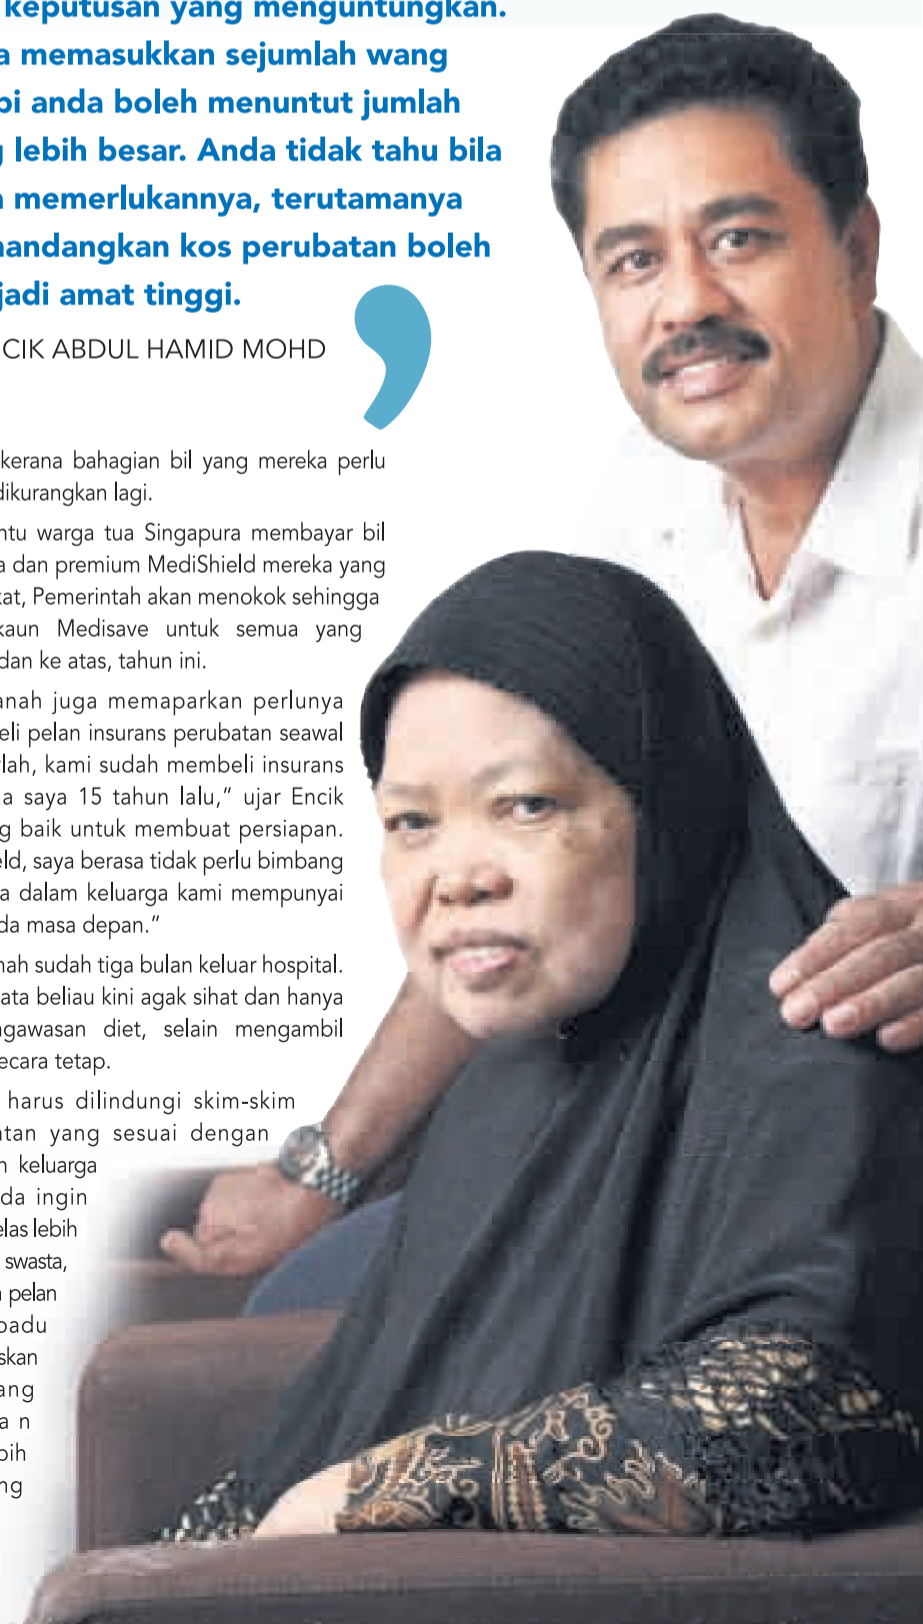 keputusan yang menguntungkan.
a memasukkan sejumlah wang
pi anda boleh menuntut jumlah
g lebih besar. Anda tidak tahu bila
a memerlukannya, terutamanya
nandangkan kos perubatan boleh
jadi amat tinggi.
CIK ABDUL HAMID MOHD
kerana bahagian bil yang mereka perlu
dikurangkan lagi.
ntu warga tua Singapura membayar bil
a dan premium MediShield mereka yang
kat, Pemerintah akan menokok sehingga
kaun Medisave untuk semua yang
dan ke atas, tahun ini.
anah juga memaparkan perlunya
eli pelan insurans perubatan seawal
rlah, kami sudah membeli insurans
a saya 15 tahun lalu,” ujar Encik
g baik untuk membuat persiapan.
eld, saya berasa tidak perlu bimbang
a dalam keluarga kami mempunyai
da masa depan.”
nah sudah tiga bulan keluar hospital.
ata beliau kini agak sihat dan hanya
ngawasan diet, selain mengambil
ecara tetap.
harus dilindungi skim-skim
atan yang sesuai dengan
n keluarga
da ingin
elas lebih
swasta,
pelan
padu
skan
ang
a n
bih
ng
’